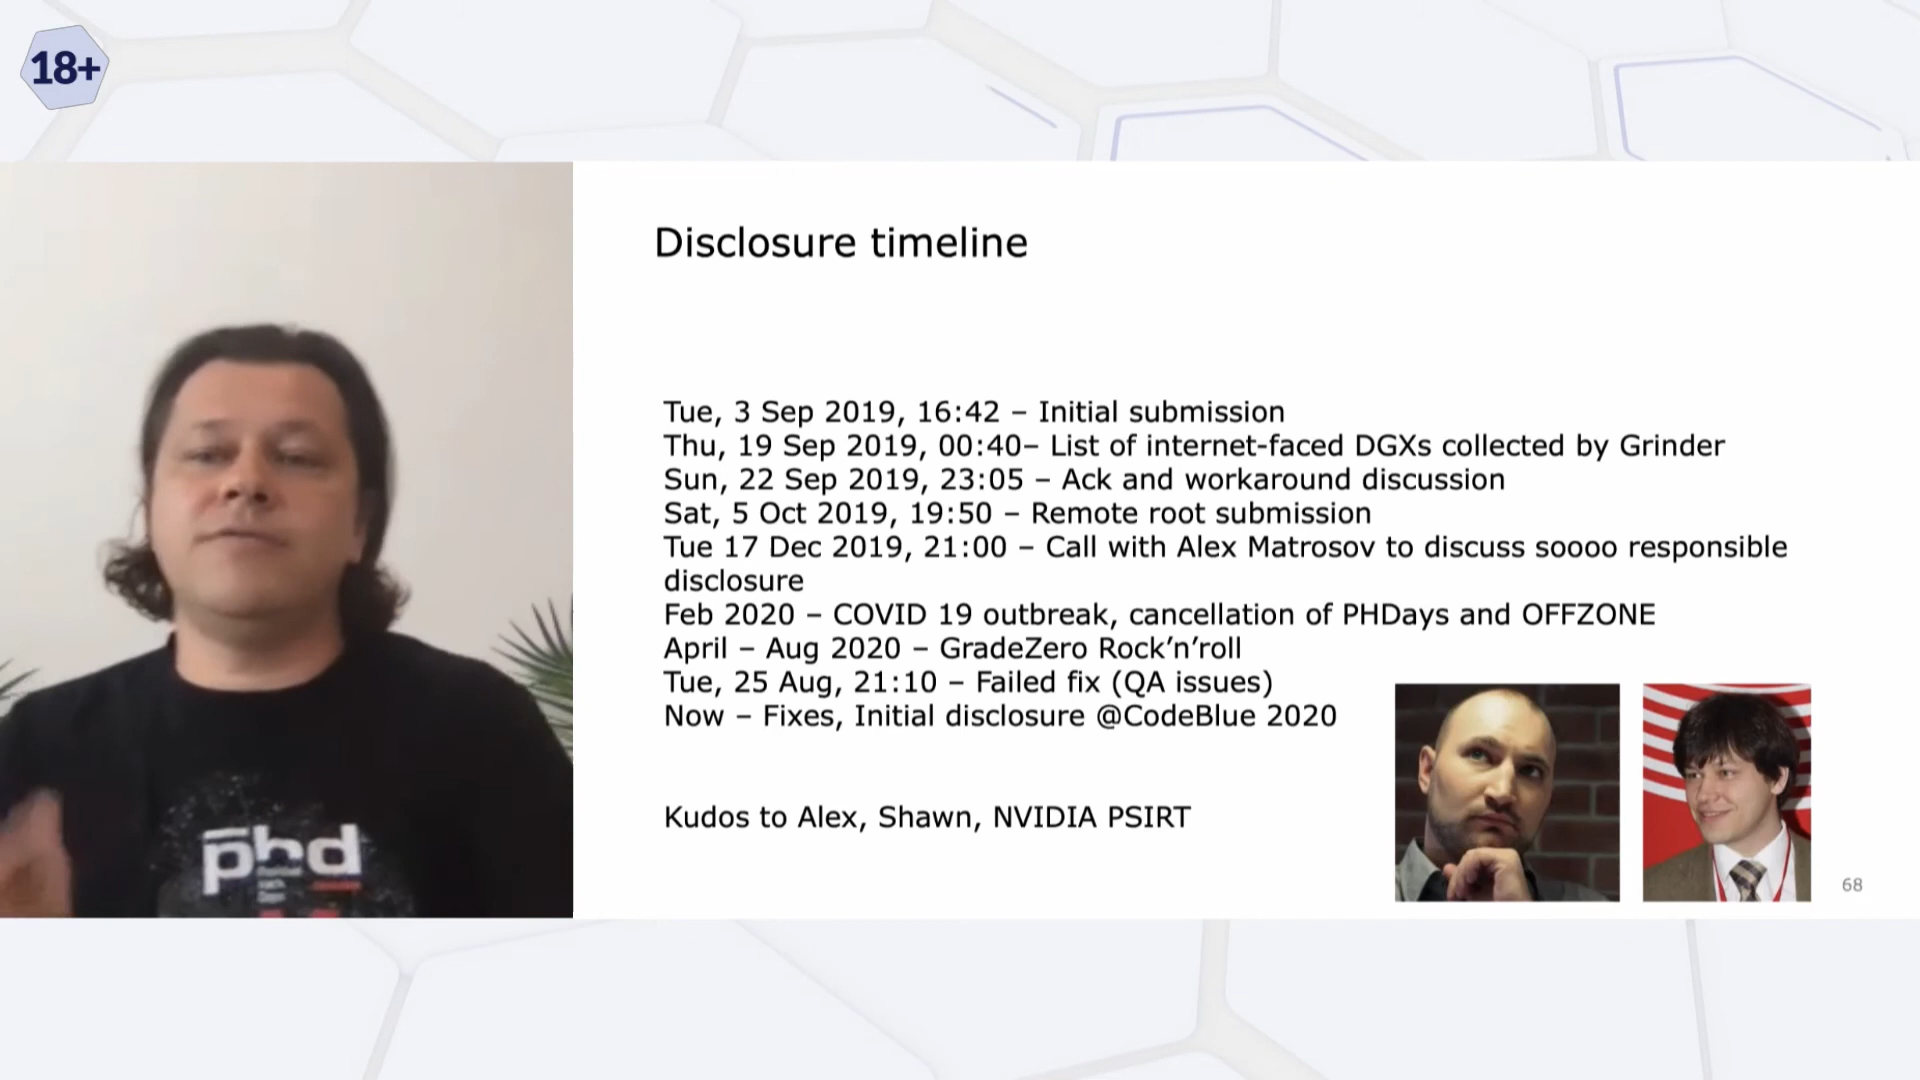 18+
Disclosure timeline
Tue, 3 Sep 2019, 16:42 – Initial submission
Thu, 19 Sep 2019, 00:40– List of internet-faced DGXs collected by Grinder
Sun, 22 Sep 2019, 23:05 – Ack and workaround discussion
Sat, 5 Oct 2019, 19:50 – Remote root submission
Tue 17 Dec 2019, 21:00 – Call with Alex Matrosov to discuss soooo responsible
disclosure
Feb 2020 – COVID 19 outbreak, cancellation of PHDays and OFFZONE
April – Aug 2020 – GradeZero Rock’n’roll
Tue, 25 Aug, 21:10 – Failed fix (QA issues)
Now – Fixes, Initial disclosure @CodeBlue 2020
Kudos to Alex, Shawn, NVIDIA PSIRT
68
phd